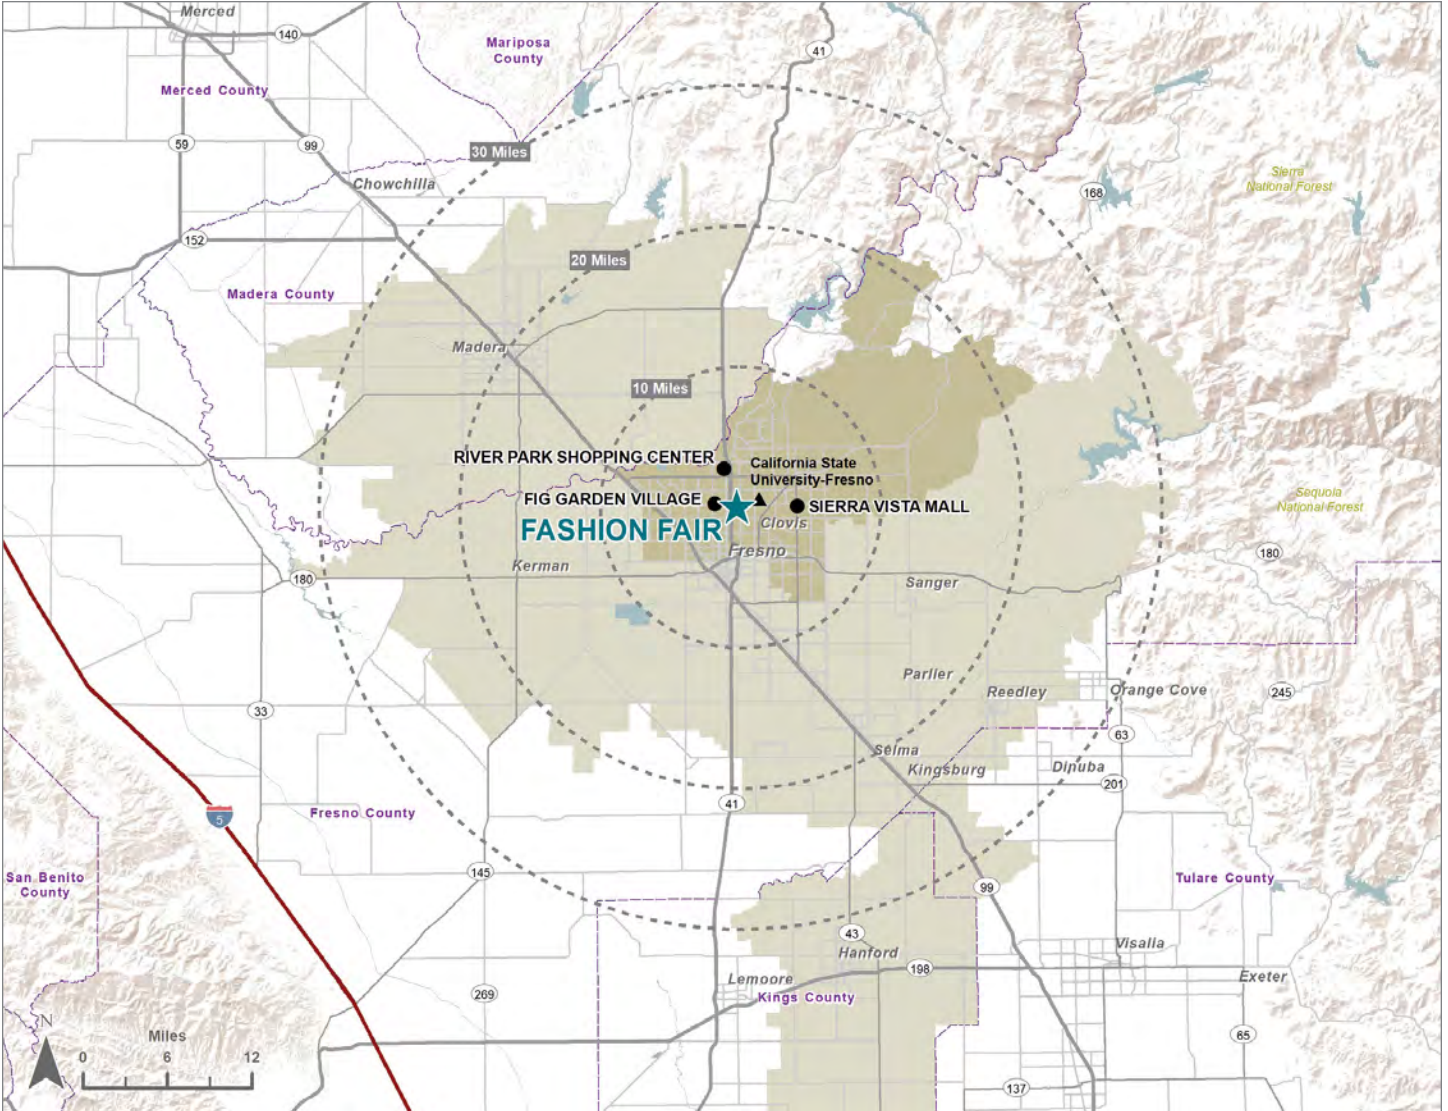 Merced
140
41
Mariposa
County
Merced County
59
99
30 Miles
Chowchilla
168
Sierra
National Forest
152
20 Miles
Madera County
Madera
10 Miles
RIVER PARK SHOPPING CENTER
California State
University-Fresno
FIG GARDEN VILLAGE
SIERRA VISTA MALL
FASHION FAIR
Clovis
Sequoia
National Forest
Fresno
180
Kerman
180
Sanger
Parlier
Reedley
Orange Cove
245
33
63
Selma
Kingsburg
Dinuba
201
41
Fresno County
5
San Benito
County
145
99
Tulare County
43
Hanford
Visalia
198
Exeter
Lemoore
Kings County
269
N
Miles
0 6 12
65
137